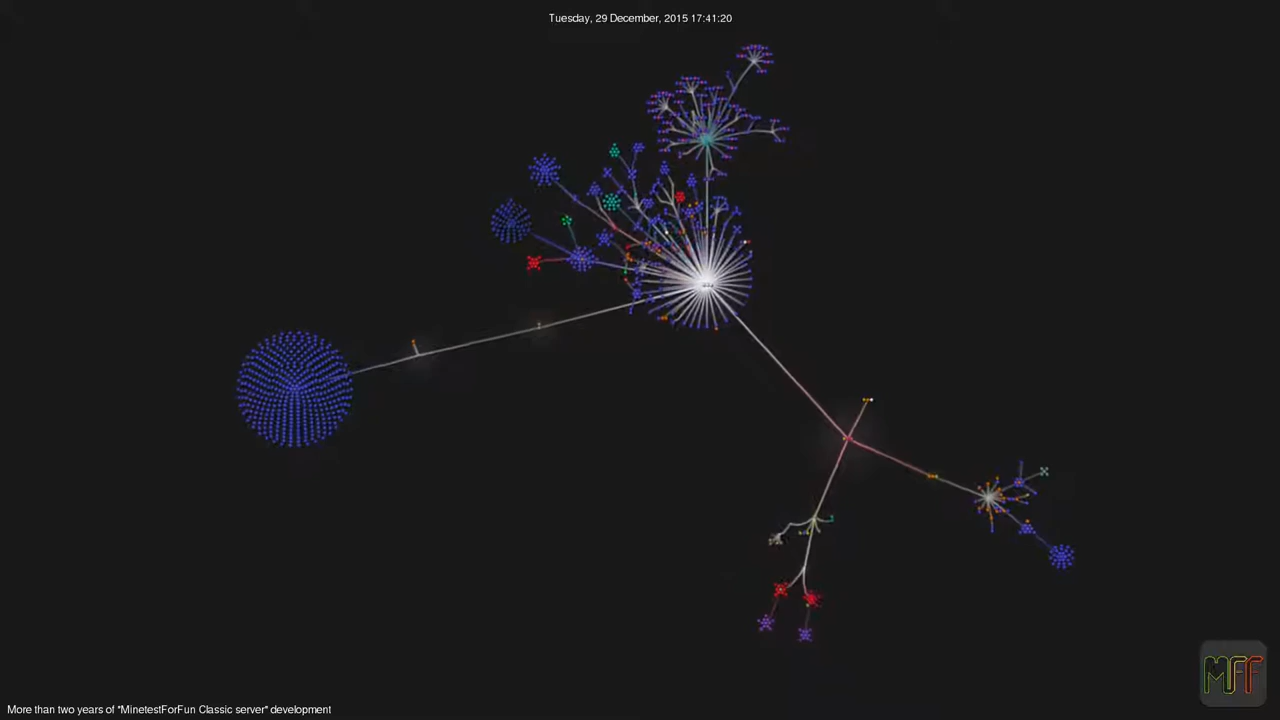 Tuesday, 29 December, 2015 17:41:20
More than two years of "MinetestForFun Classic server" development
MFF